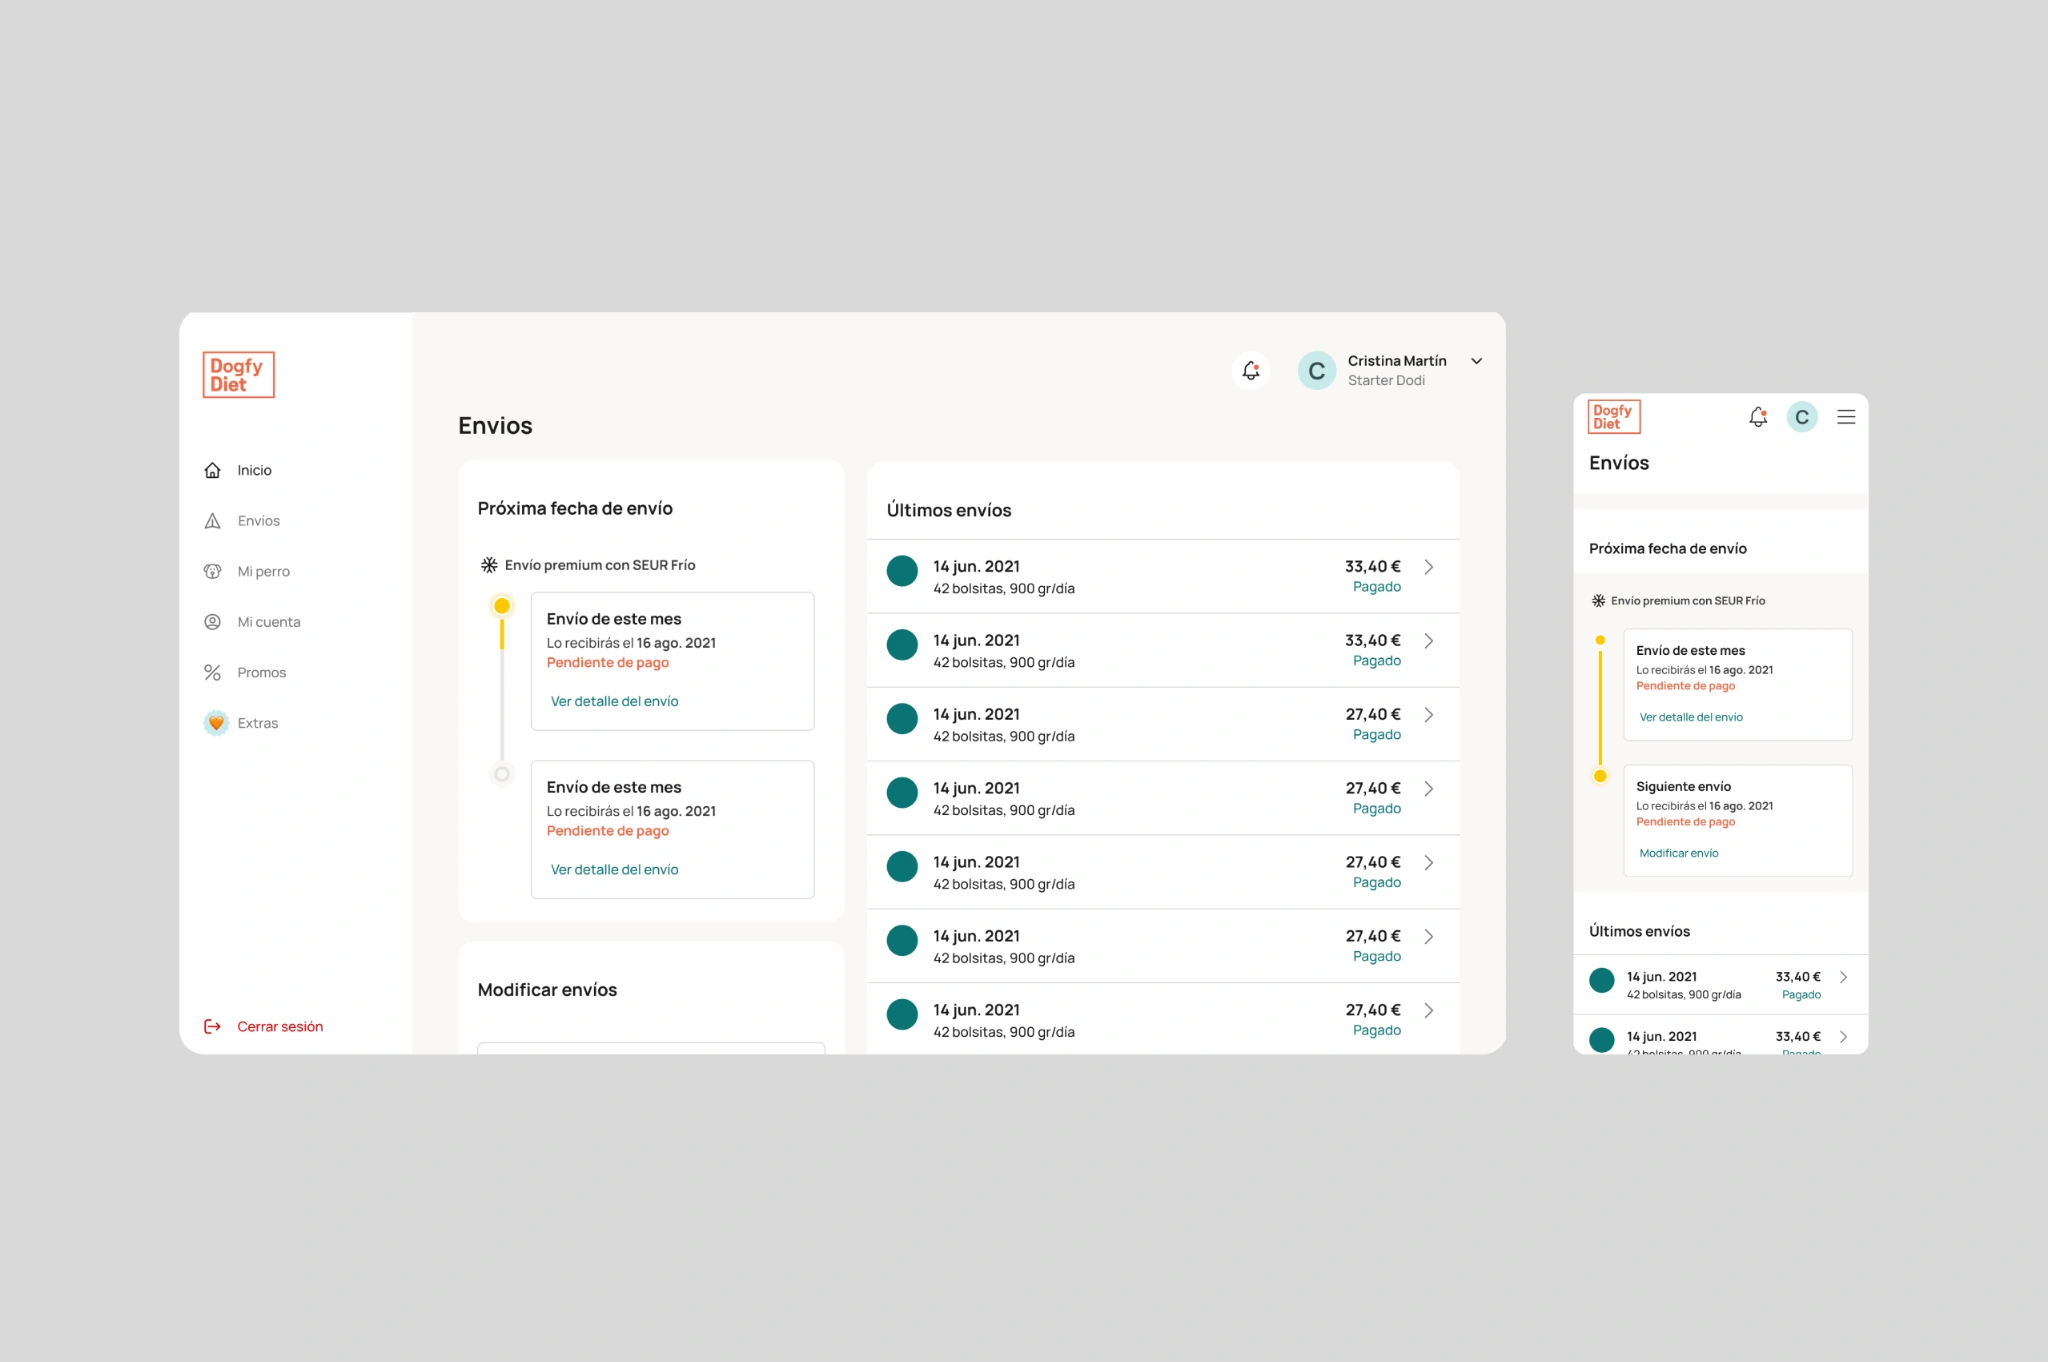 Dogfy
Diet
Inicio
Envíos
Mi perro
Mi cuenta
Promos
Extras
Cerrar sesión
C
Cristina Martín
Starter Dodi
Envios
Próxima fecha de envío
Envío premium con SEUR Frío
Envío de este mes
Lo recibirás el 16 ago. 2021
Pendiente de pago
Ver detalle del envío
Envío de este mes
Lo recibirás el 16 ago. 2021
Pendiente de pago
Ver detalle del envío
Modificar envíos
Últimos envíos
14 jun. 2021 33,40 €
42 bolsitas, 900 gr/día Pagado
14 jun. 2021 33,40 €
42 bolsitas, 900 gr/día Pagado
14 jun. 2021 27,40 €
42 bolsitas, 900 gr/día Pagado
14 jun. 2021 27,40 €
42 bolsitas, 900 gr/día Pagado
14 jun. 2021 27,40 €
42 bolsitas, 900 gr/día Pagado
14 jun. 2021 27,40 €
42 bolsitas, 900 gr/día Pagado
14 jun. 2021 27,40 €
42 bolsitas, 900 gr/día Pagado
Dogfy
Diet
C
Envíos
Próxima fecha de envío
Envío premium con SEUR Frío
Envío de este mes
Lo recibirás el 16 ago. 2021
Pendiente de pago
Ver detalle del envío
Siguiente envío
Lo recibirás el 16 ago. 2021
Pendiente de pago
Modificar envío
Últimos envíos
14 jun. 2021 33,40 €
42 bolsitas, 900 gr/día Pagado
14 jun. 2021 33,40 €
42 bolsitas, 900 gr/día Pagado